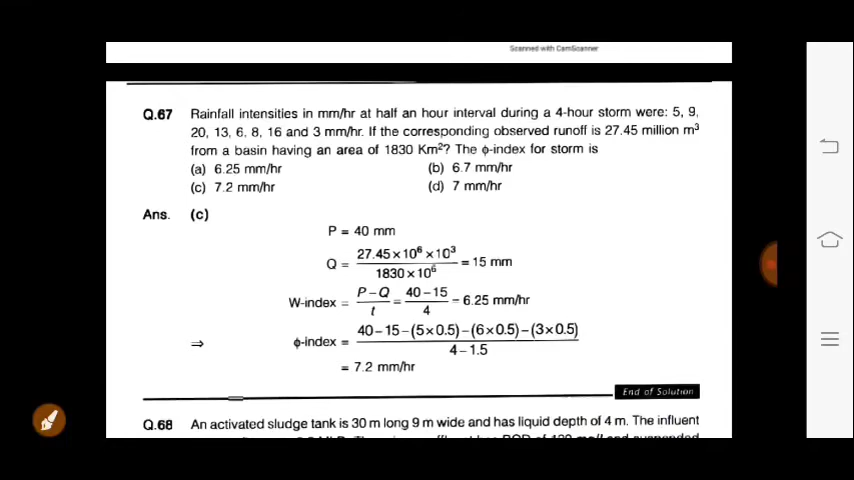 Scanned with CamScanner
Q.67 Rainfall intensities in mm/hr at half an hour interval during a 4-hour storm were: 5, 9,
20, 13, 6, 8, 16 and 3 mm/hr. If the corresponding observed runoff is 27.45 million m³
from a basin having an area of 1830 Km²? The ϕ-index for storm is
(a) 6.25 mm/hr (b) 6.7 mm/hr
(c) 7.2 mm/hr (d) 7 mm/hr
Ans. (c)
P = 40 mm
Q = 27.45×10⁶×10³ / 1830×10⁶ = 15 mm
W-index = P–Q / t = 40–15 / 4 = 6.25 mm/hr
⇒ ϕ-index = 40–15–(5×0.5)–(6×0.5)–(3×0.5) / 4–1.5
= 7.2 mm/hr
End of Solution
Q.68 An activated sludge tank is 30 m long 9 m wide and has liquid depth of 4 m. The influent